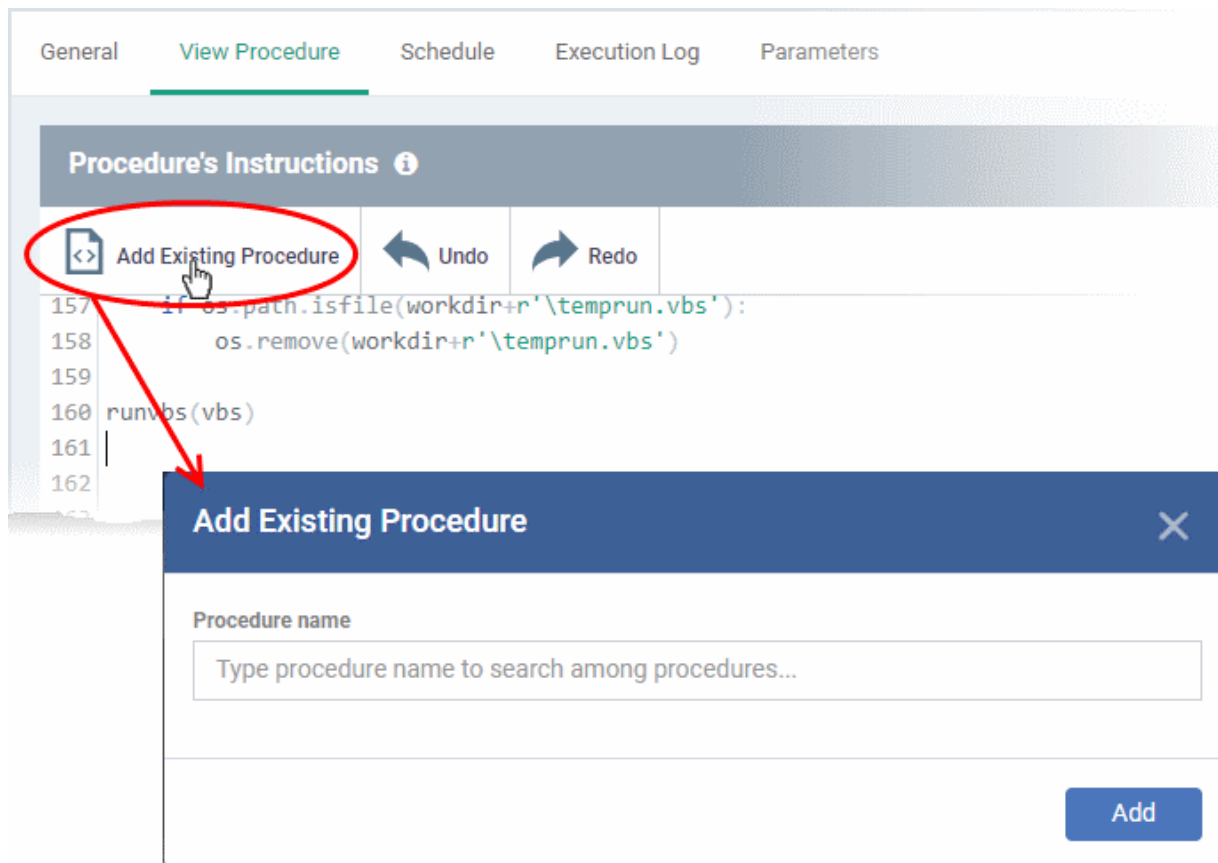 General View Procedure Schedule Execution Log Parameters
Procedure's Instructions
Add Existing Procedure Undo Redo
157 if os.path.isfile(workdir+r'\temprun.vbs'):
158 os.remove(workdir+r'\temprun.vbs')
159
160 runvbs(vbs)
161
162
Add Existing Procedure
Procedure name
Type procedure name to search among procedures...
Add